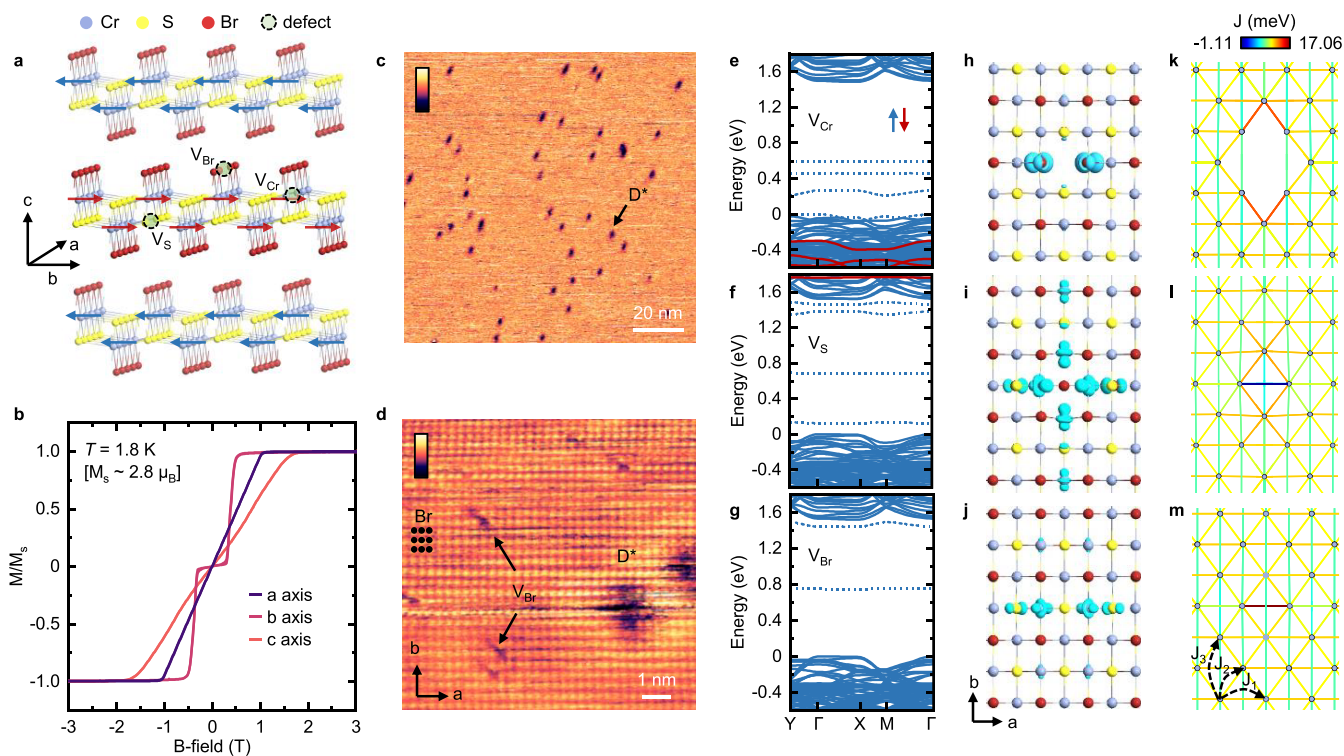 Cr S Br defect
a
V_Br
V_Cr
V_S
c
a
b
b
T = 1.8 K
[M_s ~ 2.8 μ_B]
M/M_s
1.0
0.5
0
-0.5
-1.0
a axis
b axis
c axis
-3 -2 -1 0 1 2 3
B-field (T)
c
D*
20 nm
d
Br
D*
V_Br
b
a
1 nm
e
Energy (eV)
1.6
1.2
0.8
0.4
0
-0.4
V_Cr
f
Energy (eV)
1.6
1.2
0.8
0.4
0
-0.4
V_S
g
Energy (eV)
1.6
1.2
0.8
0.4
0
-0.4
V_Br
Y Γ X M Γ
h
i
j
b
a
J (meV)
-1.11 17.06
k
l
m
J_3
J_2
J_1